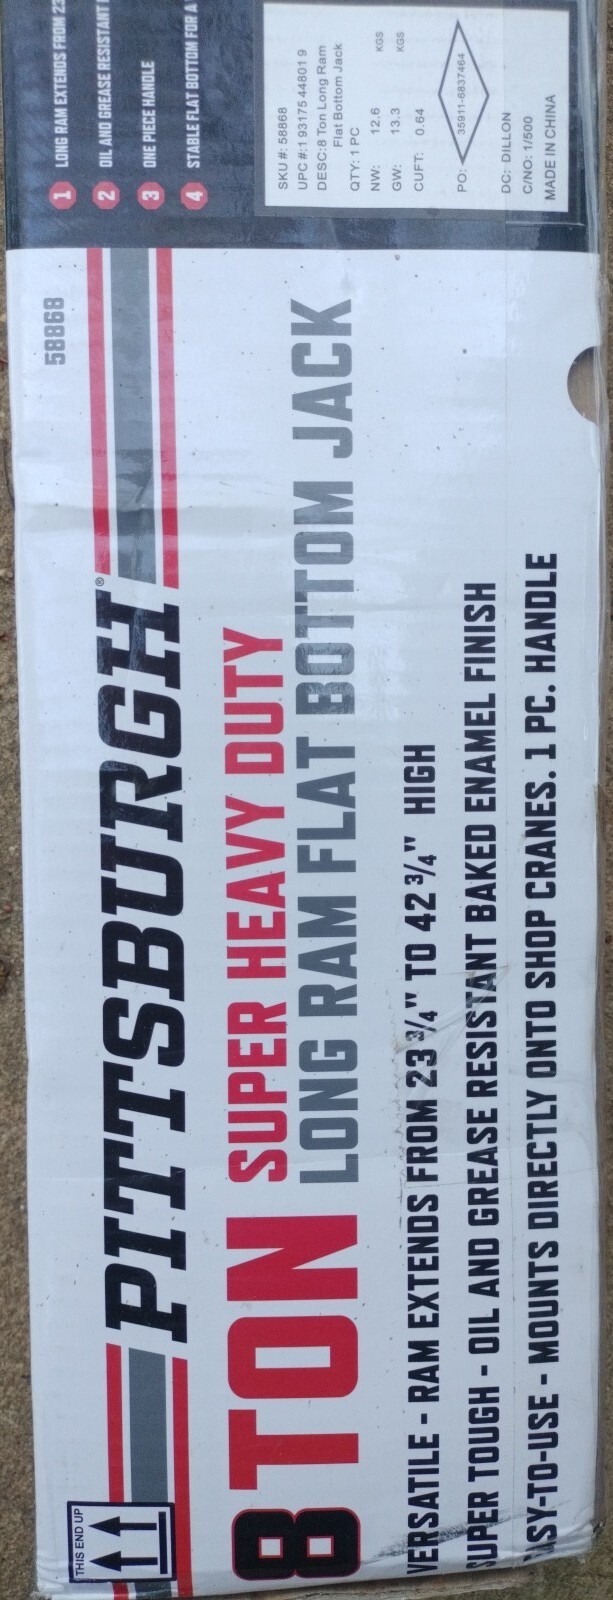 THIS END UP
PITTSBURGH®
58868
8 TON SUPER HEAVY DUTY
LONG RAM FLAT BOTTOM JACK
VERSATILE - RAM EXTENDS FROM 23 3/4" TO 42 3/4" HIGH
SUPER TOUGH - OIL AND GREASE RESISTANT BAKED ENAMEL FINISH
ASY-TO-USE - MOUNTS DIRECTLY ONTO SHOP CRANES. 1 PC. HANDLE
1 LONG RAM EXTENDS FROM 23
2 OIL AND GREASE RESISTANT
3 ONE PIECE HANDLE
4 STABLE FLAT BOTTOM FOR A
SKU #: 58868
UPC #:1 93175 44801 9
DESC:8 Ton Long Ram
Flat Bottom Jack
QTY: 1 PC
NW: 12.6 KGS
GW: 13.3 KGS
CUFT: 0.64
PO: 35911-6837464
DC: DILLON
C/NO: 1/500
MADE IN CHINA